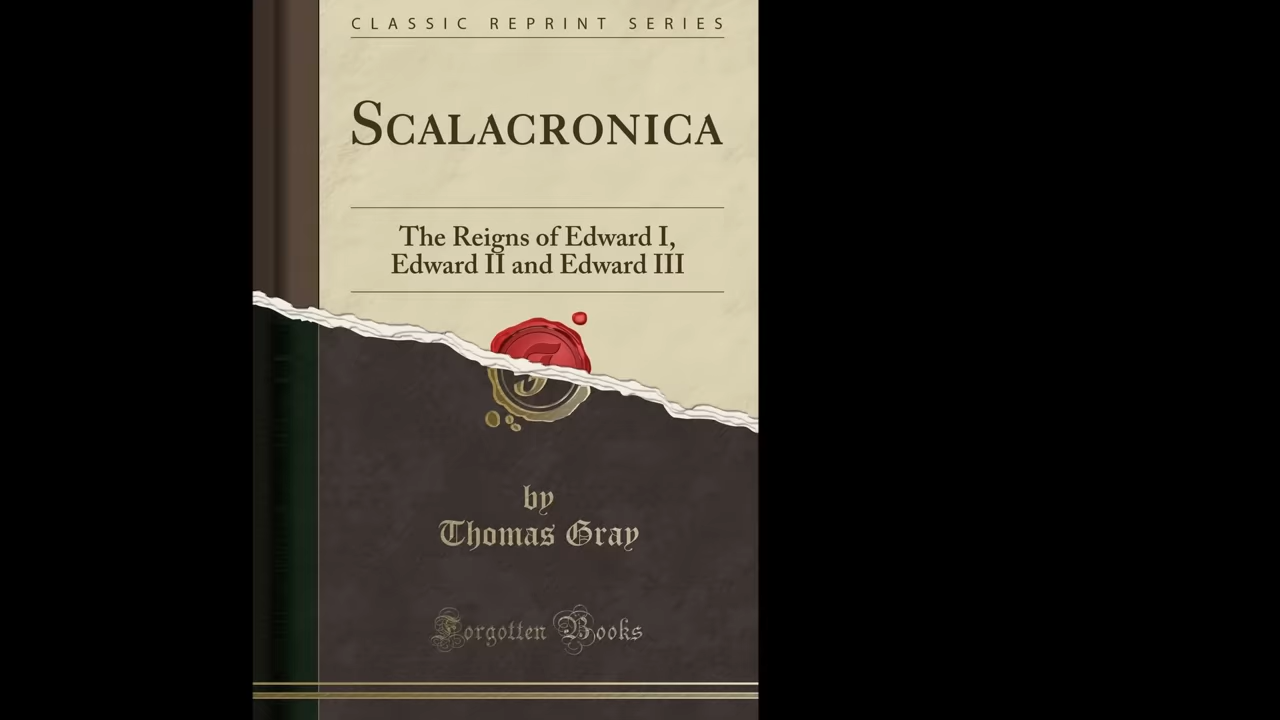 CLASSIC REPRINT SERIES
SCALACRONICA
The Reigns of Edward I,
Edward II and Edward III
by
Thomas Gray
Forgotten Books